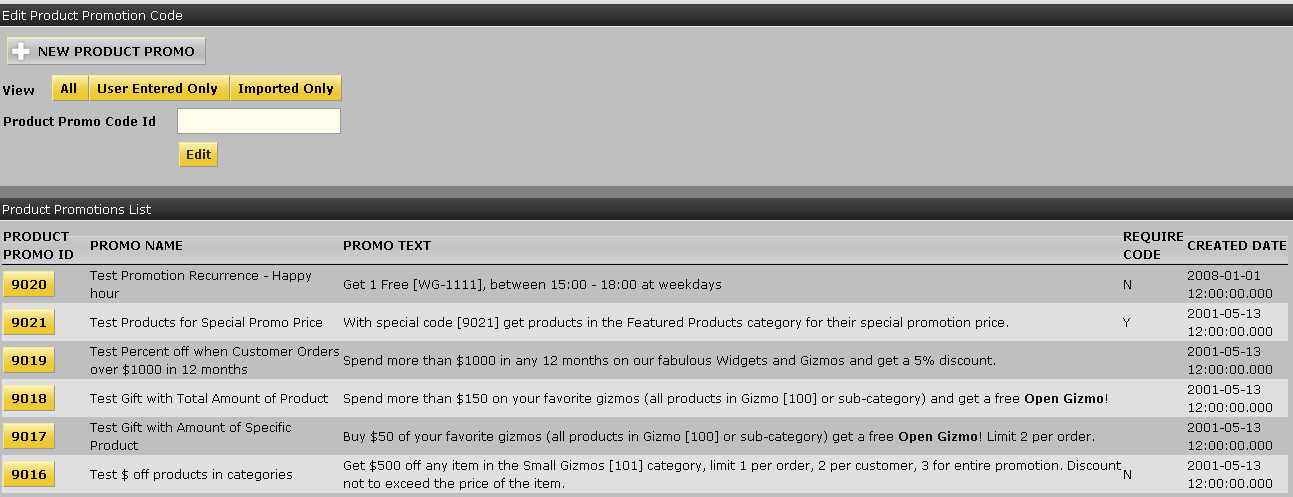 Edit Product Promotion Code
NEW PRODUCT PROMO
View All User Entered Only Imported Only
Product Promo Code Id
Edit
Product Promotions List
PRODUCT PROMO ID PROMO NAME PROMO TEXT REQUIRE CODE CREATED DATE
9020 Test Promotion Recurrence - Happy hour Get 1 Free [WG-1111], between 15:00 - 18:00 at weekdays N 2008-01-01 12:00:00.000
9021 Test Products for Special Promo Price With special code [9021] get products in the Featured Products category for their special promotion price. Y 2001-05-13 12:00:00.000
9019 Test Percent off when Customer Orders over $1000 in 12 months Spend more than $1000 in any 12 months on our fabulous Widgets and Gizmos and get a 5% discount. 2001-05-13 12:00:00.000
9018 Test Gift with Total Amount of Product Spend more than $150 on your favorite gizmos (all products in Gizmo [100] or sub-category) and get a free Open Gizmo! 2001-05-13 12:00:00.000
9017 Test Gift with Amount of Specific Product Buy $50 of your favorite gizmos (all products in Gizmo [100] or sub-category) get a free Open Gizmo! Limit 2 per order. 2001-05-13 12:00:00.000
9016 Test $ off products in categories Get $500 off any item in the Small Gizmos [101] category, limit 1 per order, 2 per customer, 3 for entire promotion. Discount not to exceed the price of the item. N 2001-05-13 12:00:00.000